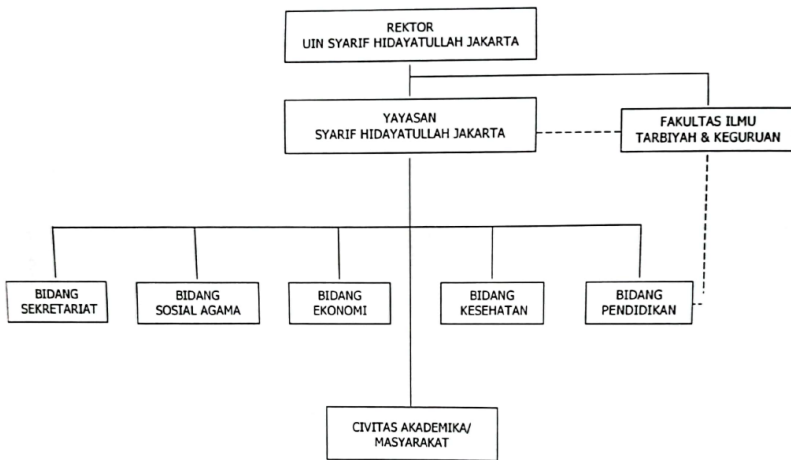 REKTOR
UIN SYARIF HIDAYATULLAH JAKARTA
YAYASAN
SYARIF HIDAYATULLAH JAKARTA
FAKULTAS ILMU
TARBIYAH & KEGURUAN
BIDANG
SEKRETARIAT
BIDANG
SOSIAL AGAMA
BIDANG
EKONOMI
BIDANG
KESEHATAN
BIDANG
PENDIDIKAN
CIVITAS AKADEMIKA/
MASYARAKAT